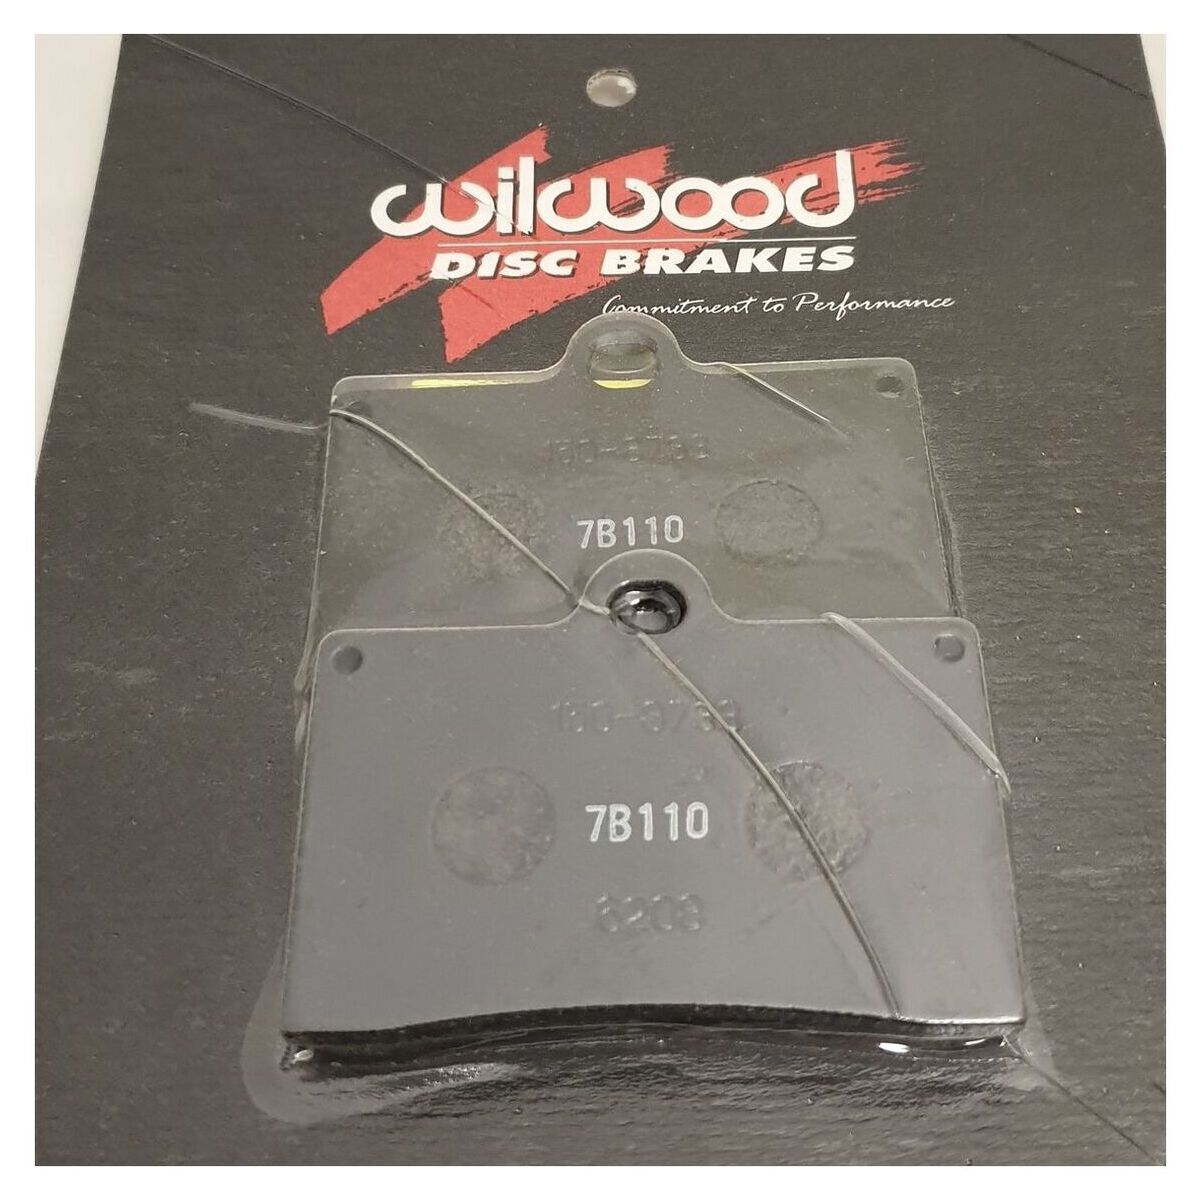 wilwood
DISC BRAKES
Commitment to Performance
7B110
7B110